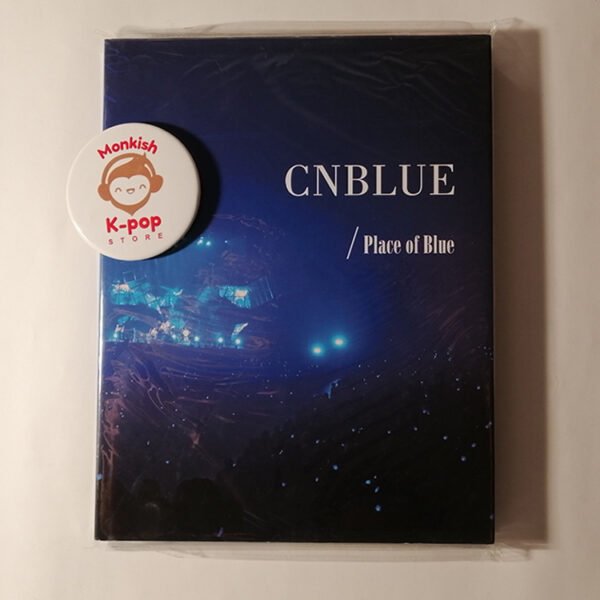 Monkish
K-pop
STORE
CNBLUE
/ Place of Blue